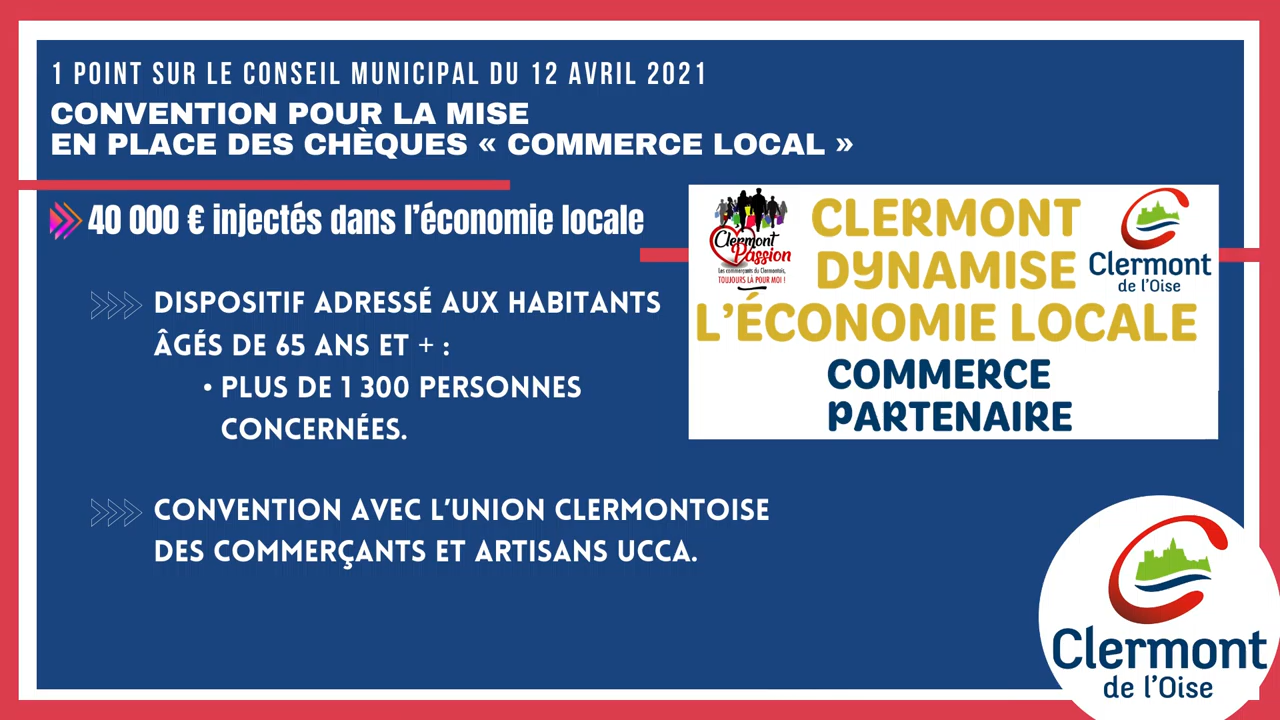 1 POINT SUR LE CONSEIL MUNICIPAL DU 12 AVRIL 2021
CONVENTION POUR LA MISE
EN PLACE DES CHÈQUES « COMMERCE LOCAL »
40 000 € injectés dans l'économie locale
DISPOSITIF ADRESSÉ AUX HABITANTS
ÂGÉS DE 65 ANS ET + :
• PLUS DE 1 300 PERSONNES
CONCERNÉES.
CONVENTION AVEC L'UNION CLERMONTOISE
DES COMMERÇANTS ET ARTISANS UCCA.
Clermont
Passion
Les commerçants du Clermontois,
TOUJOURS LÀ POUR MOI !
CLERMONT
DYNAMISE
L'ÉCONOMIE LOCALE
COMMERCE
PARTENAIRE
Clermont
de l'Oise
Clermont
de l'Oise